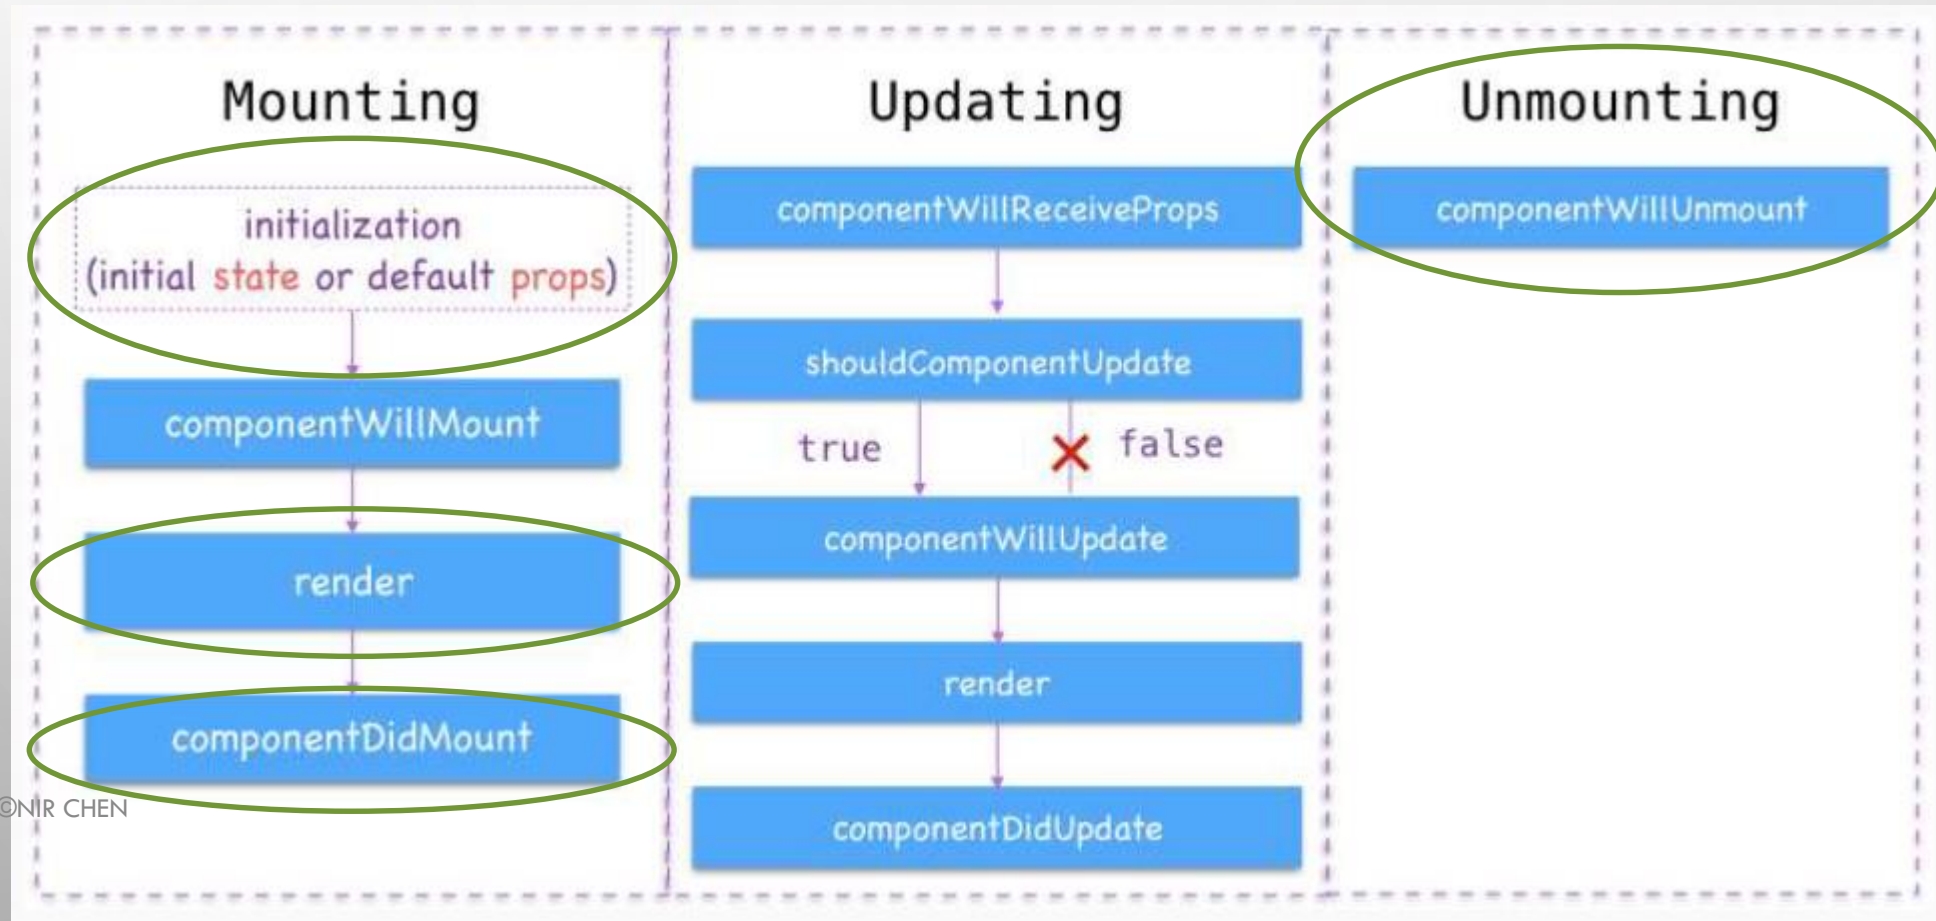 Mounting
initialization
(initial state or default props)
componentWillMount
render
componentDidMount
Updating
componentWillReceiveProps
shouldComponentUpdate
true
false
componentWillUpdate
render
componentDidUpdate
Unmounting
componentWillUnmount
©NIR CHEN